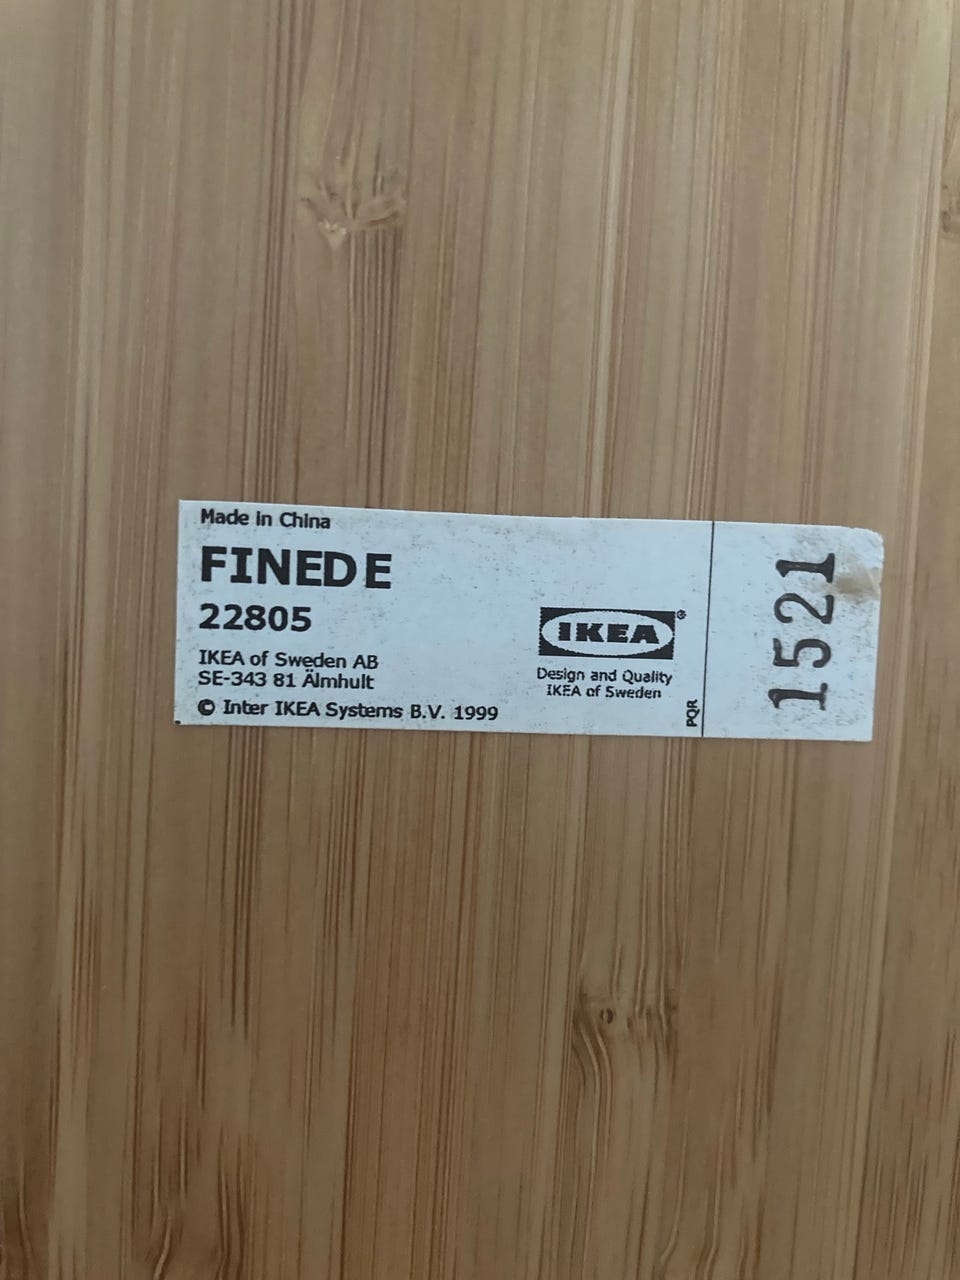 Made in China
FINEDE
22805
IKEA of Sweden AB
SE-343 81 Älmhult
© Inter IKEA Systems B.V. 1999
IKEA®
Design and Quality
IKEA of Sweden
PQR
1521